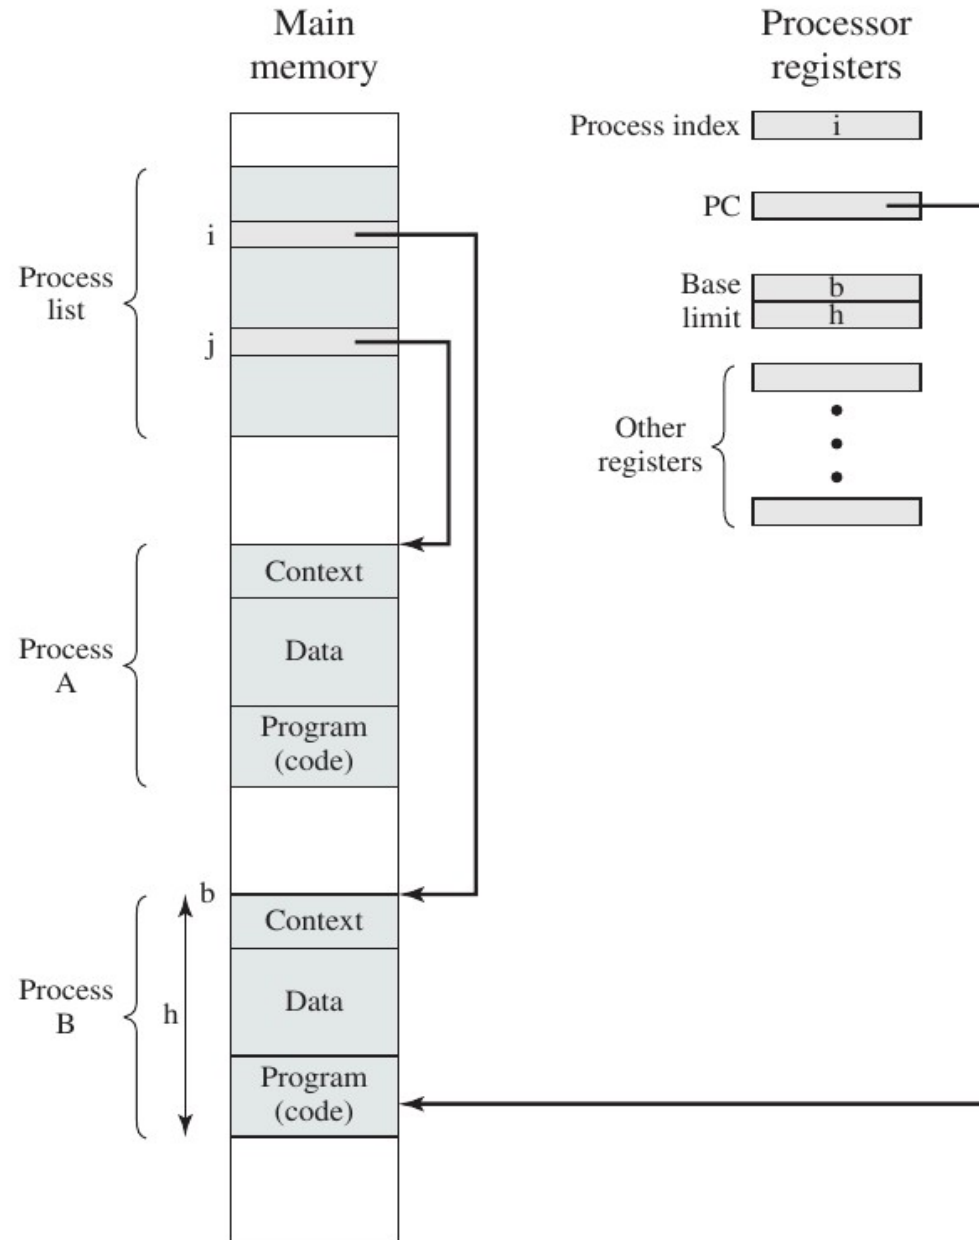 Main
memory
Processor
registers
Process index
i
PC
Base
limit
b
h
Other
registers
Process
list
i
j
Process
A
Context
Data
Program
(code)
b
Process
B
h
Context
Data
Program
(code)